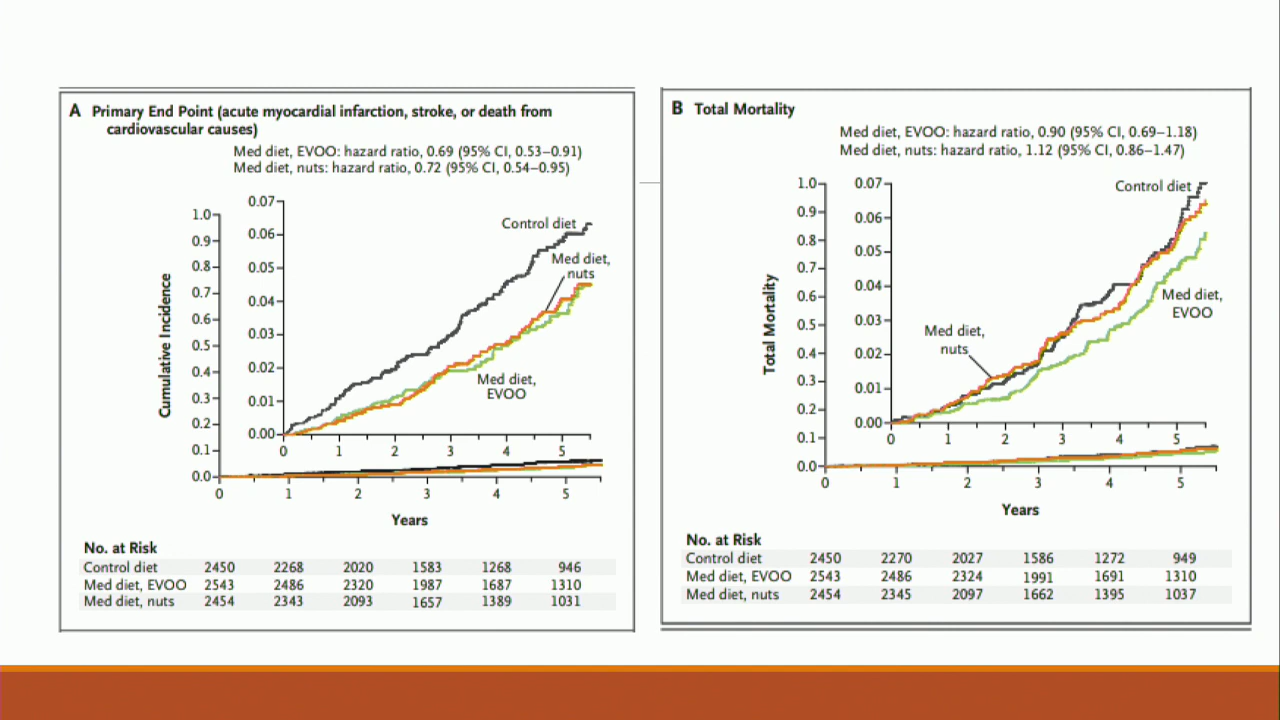 A Primary End Point (acute myocardial infarction, stroke, or death from
cardiovascular causes)
Med diet, EVOO: hazard ratio, 0.69 (95% CI, 0.53–0.91)
Med diet, nuts: hazard ratio, 0.72 (95% CI, 0.54–0.95)
Cumulative Incidence
1.0
0.9
0.8
0.7
0.6
0.5
0.4
0.3
0.2
0.1
0.0
0.07
0.06
0.05
0.04
0.03
0.02
0.01
0.00
Control diet
Med diet,
nuts
Med diet,
EVOO
0 1 2 3 4 5
0 1 2 3 4 5
Years
No. at Risk
Control diet 2450 2268 2020 1583 1268 946
Med diet, EVOO 2543 2486 2320 1987 1687 1310
Med diet, nuts 2454 2343 2093 1657 1389 1031
B Total Mortality
Med diet, EVOO: hazard ratio, 0.90 (95% CI, 0.69–1.18)
Med diet, nuts: hazard ratio, 1.12 (95% CI, 0.86–1.47)
Total Mortality
1.0
0.9
0.8
0.7
0.6
0.5
0.4
0.3
0.2
0.1
0.0
0.07
0.06
0.05
0.04
0.03
0.02
0.01
0.00
Control diet
Med diet,
EVOO
Med diet,
nuts
0 1 2 3 4 5
0 1 2 3 4 5
Years
No. at Risk
Control diet 2450 2270 2027 1586 1272 949
Med diet, EVOO 2543 2486 2324 1991 1691 1310
Med diet, nuts 2454 2345 2097 1662 1395 1037